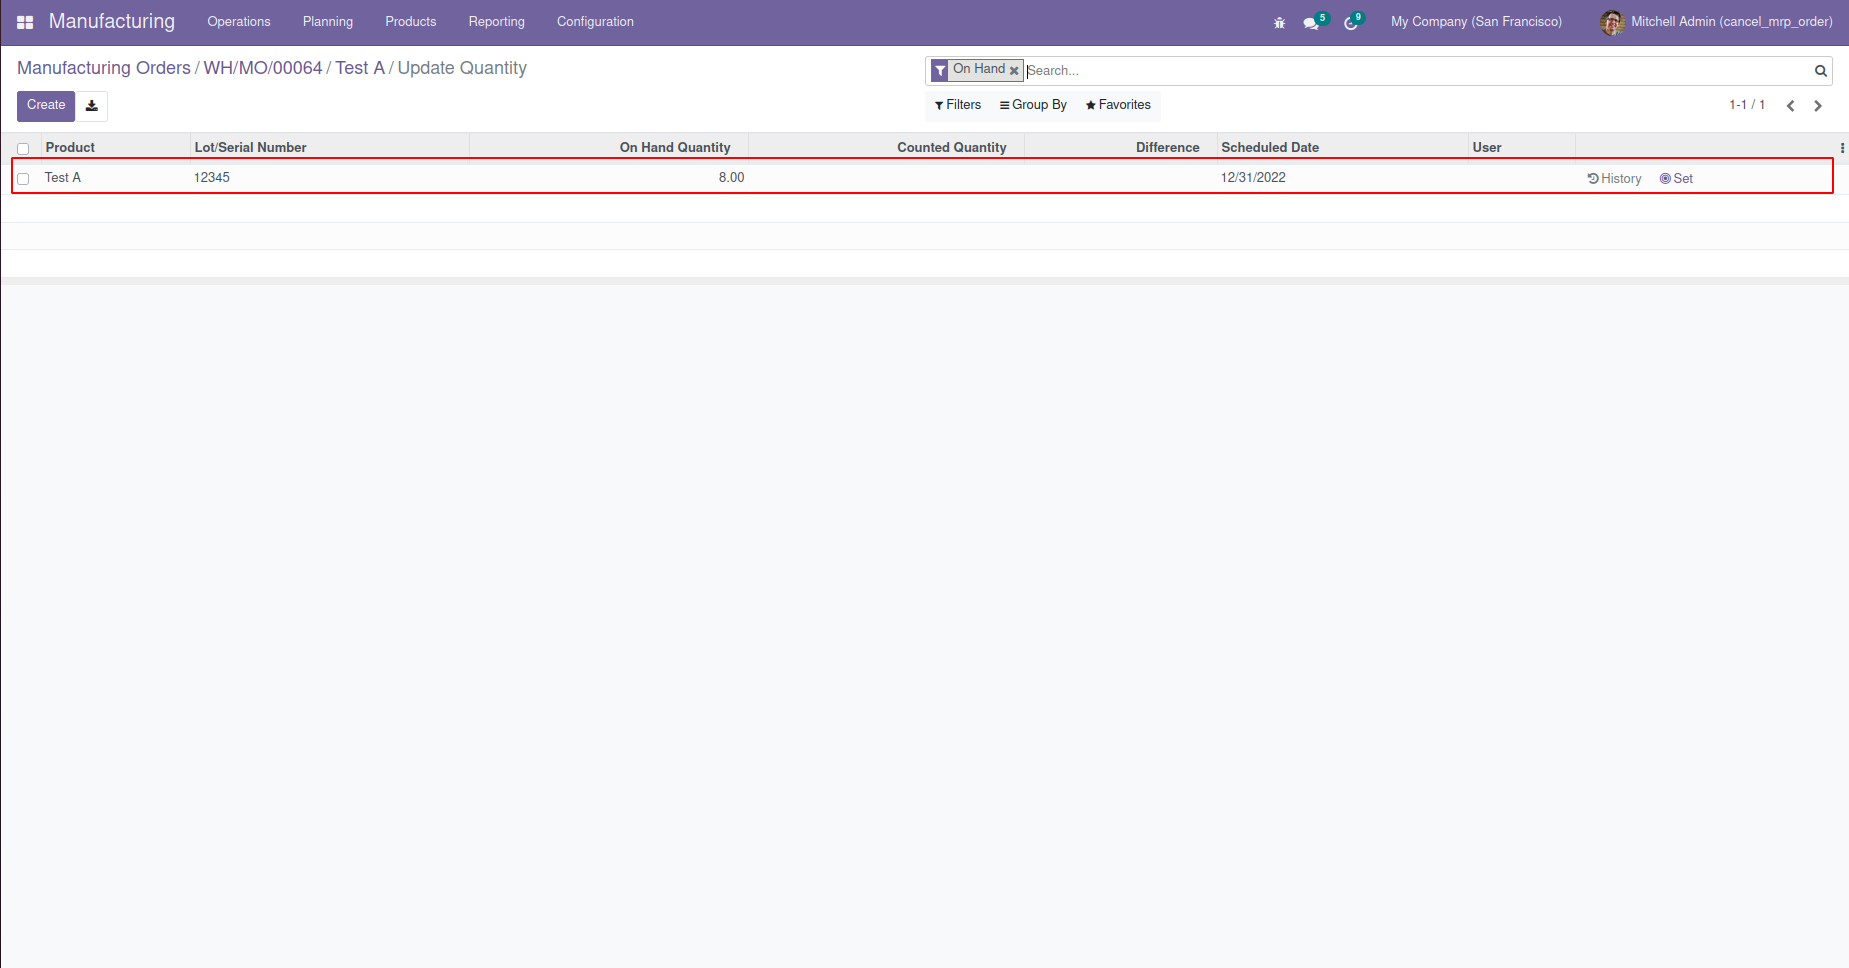 Manufacturing Operations Planning Products Reporting Configuration 5 9 My Company (San Francisco) Mitchell Admin (cancel_mrp_order)
Manufacturing Orders / WH/MO/00064 / Test A / Update Quantity
On Hand Search...
Create
Filters Group By Favorites 1-1 / 1
Product Lot/Serial Number On Hand Quantity Counted Quantity Difference Scheduled Date User
Test A 12345 8.00 12/31/2022 History Set